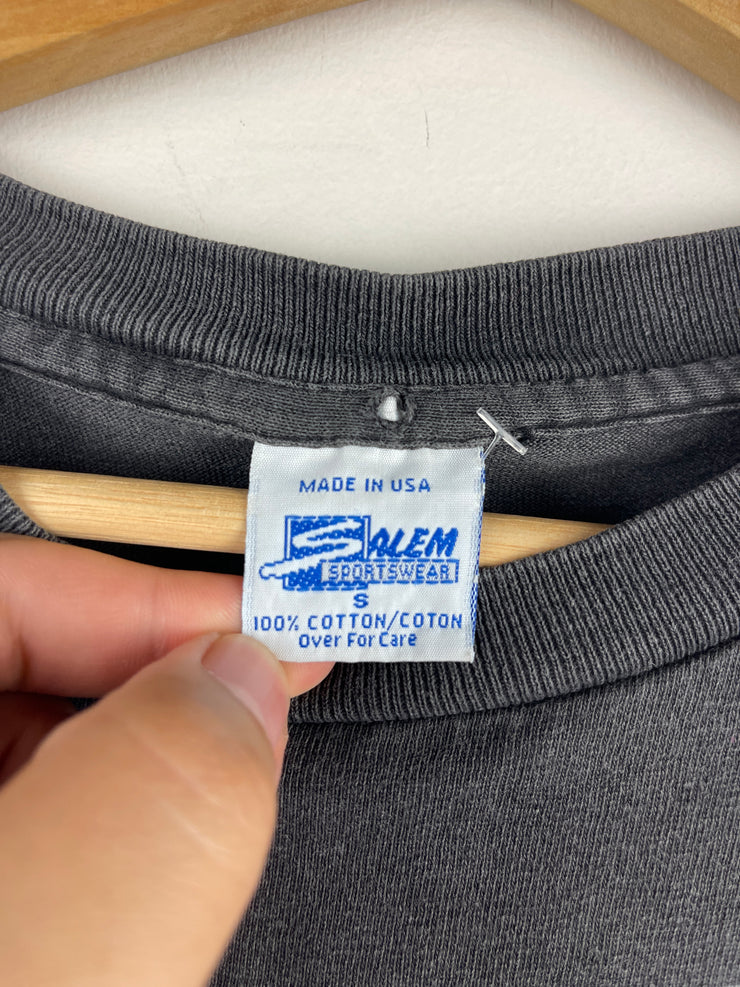 MADE IN USA
SALEM
SPORTSWEAR
S
100% COTTON/COTON
Over For Care